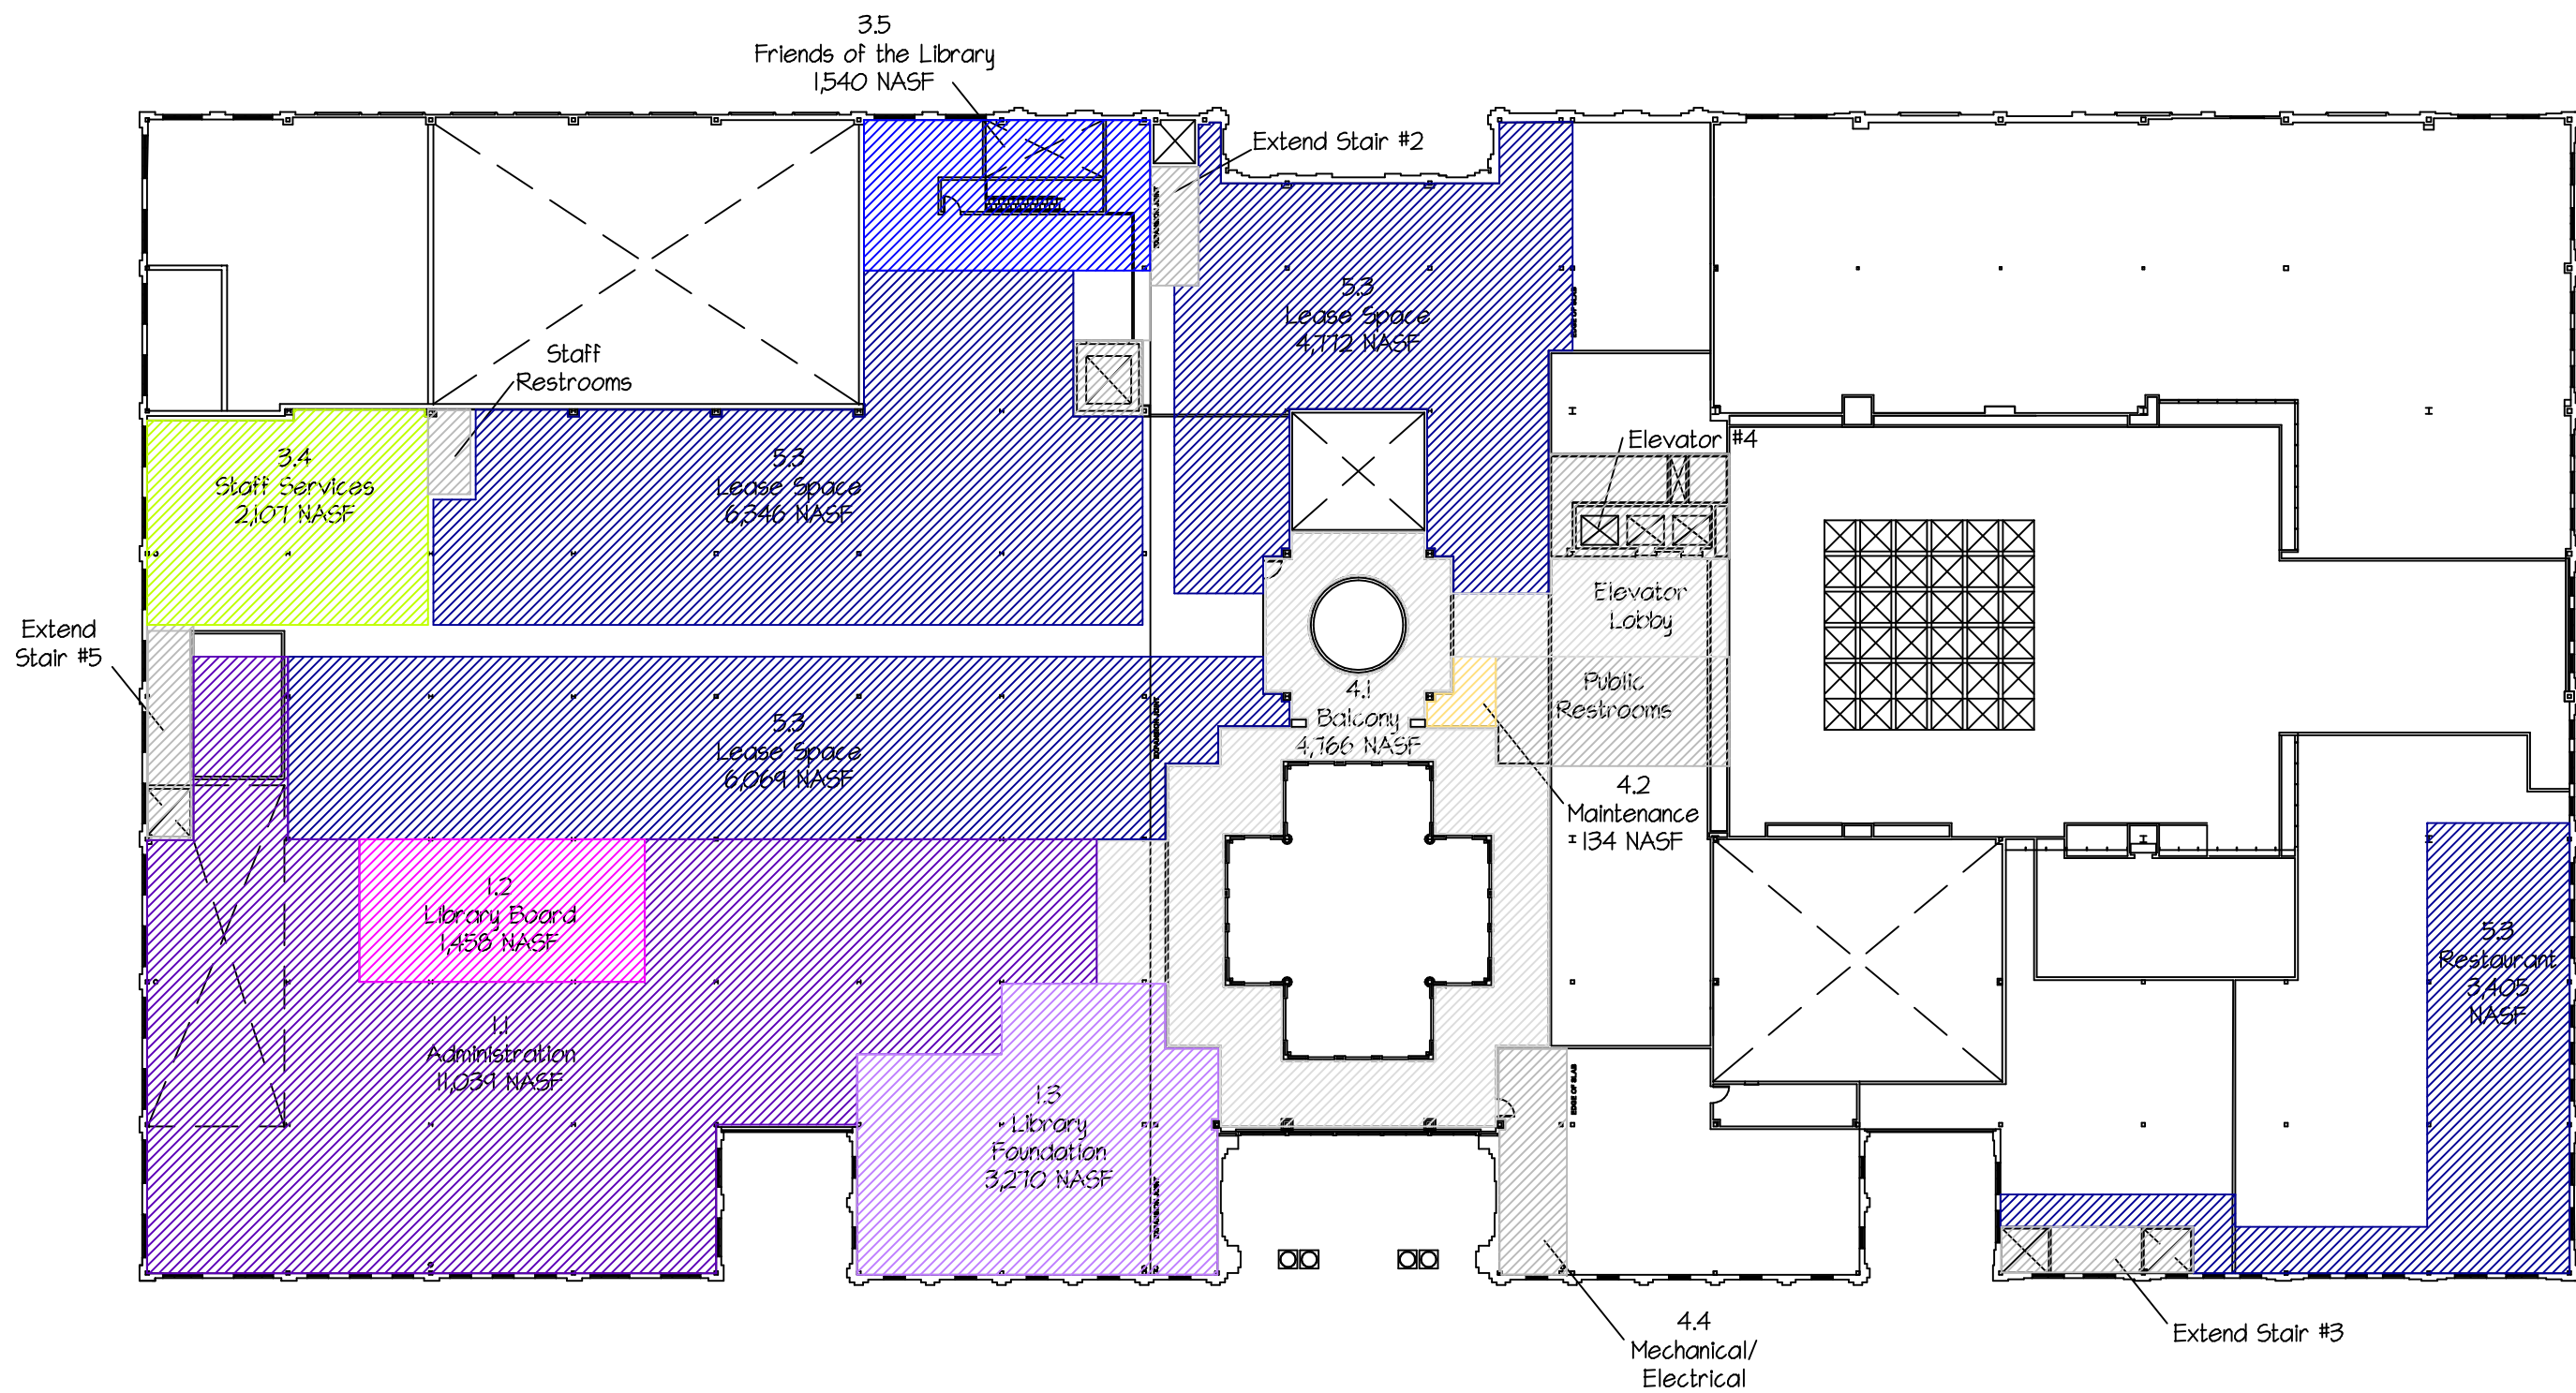 3.5
Friends of the Library
1,540 NASF
Extend Stair #2
5.3
Lease Space
4,772 NASF
Staff
Restrooms
Elevator #4
3.4
Staff Services
2,107 NASF
5.3
Lease Space
6,346 NASF
Elevator
Lobby
Extend
Stair #5
Public
Restrooms
4.1
Balcony
4,766 NASF
5.3
Lease Space
6,069 NASF
4.2
Maintenance
134 NASF
1.2
Library Board
1,458 NASF
5.3
Restaurant
3,405
NASF
1.1
Administration
11,039 NASF
EDGE OF SLAB
1.3
Library
Foundation
3,270 NASF
4.4
Mechanical/
Electrical
Extend Stair #3